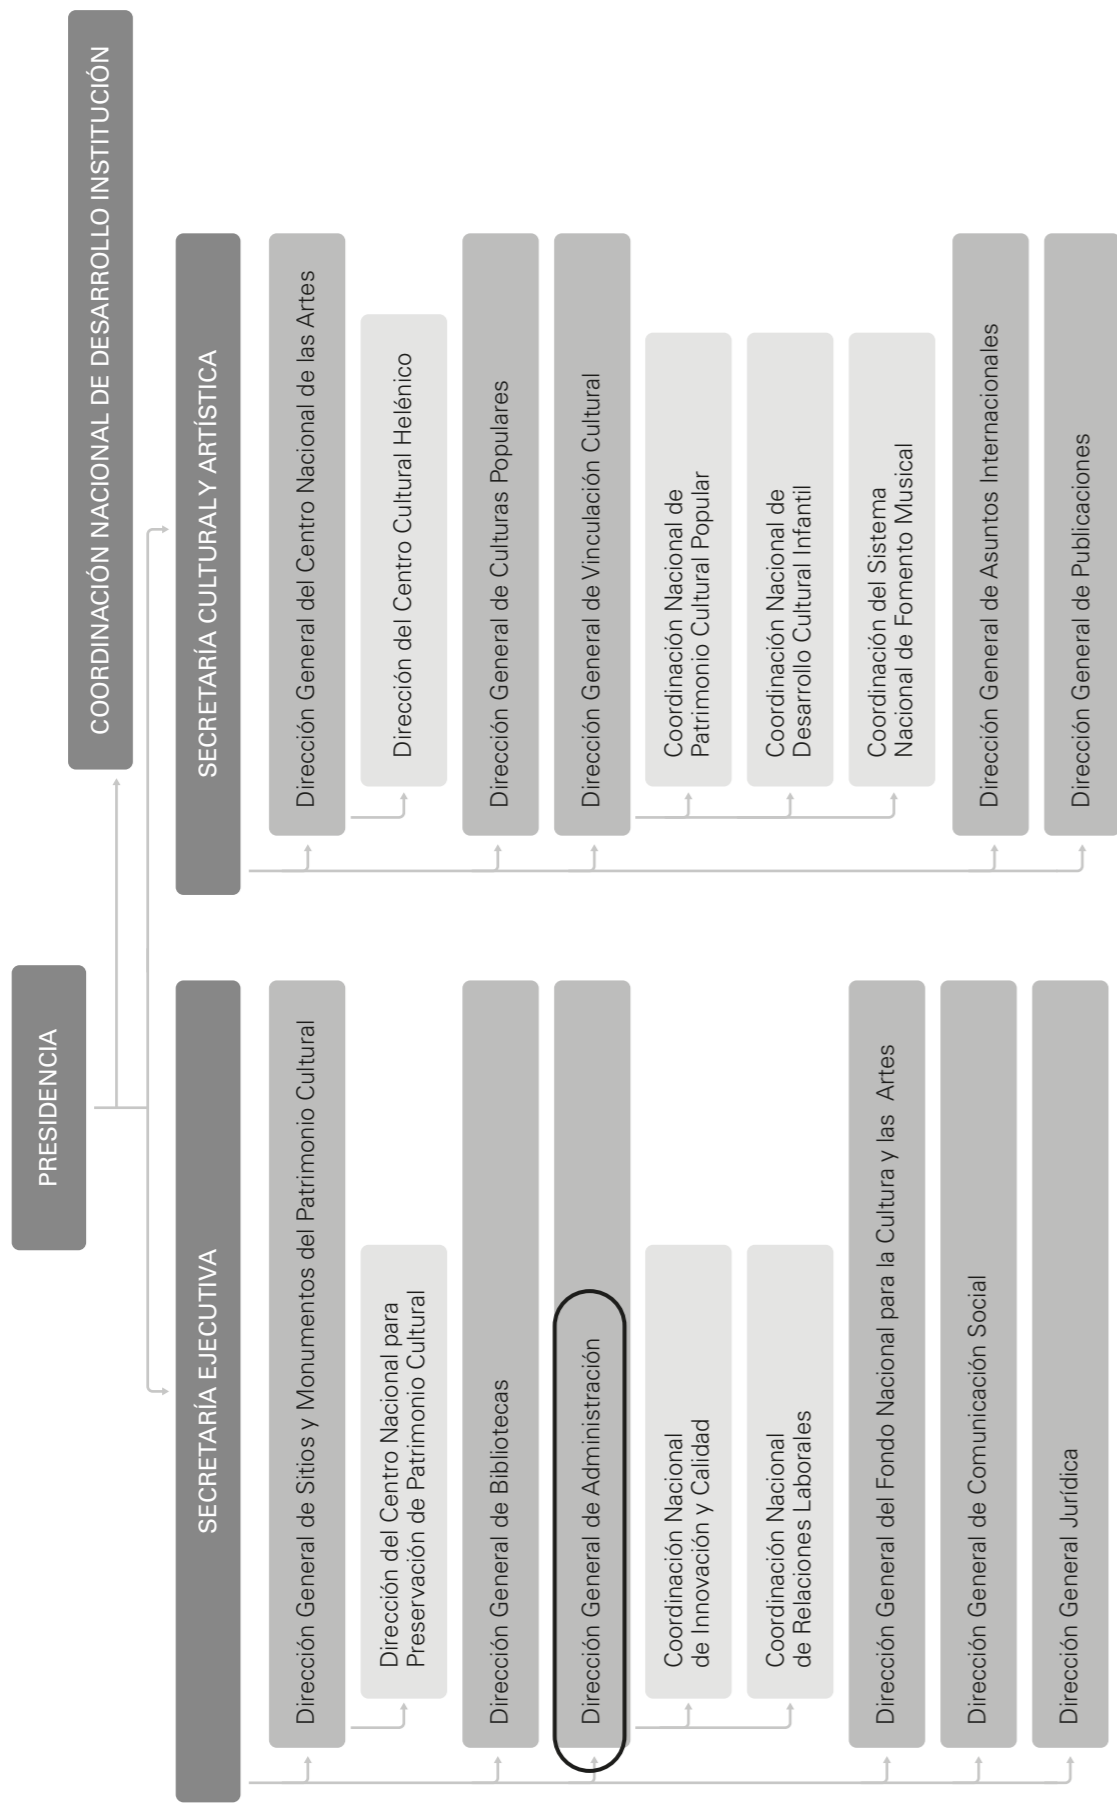 PRESIDENCIA
COORDINACIÓN NACIONAL DE DESARROLLO INSTITUCIÓN
SECRETARÍA EJECUTIVA
Dirección General de Sitios y Monumentos del Patrimonio Cultural
Dirección del Centro Nacional para
Preservación de Patrimonio Cultural
Dirección General de Bibliotecas
Dirección General de Administración
Coordinación Nacional
de Innovación y Calidad
Coordinación Nacional
de Relaciones Laborales
Dirección General del Fondo Nacional para la Cultura y las Artes
Dirección General de Comunicación Social
Dirección General Jurídica
SECRETARÍA CULTURAL Y ARTÍSTICA
Dirección General del Centro Nacional de las Artes
Dirección del Centro Cultural Helénico
Dirección General de Culturas Populares
Dirección General de Vinculación Cultural
Coordinación Nacional de
Patrimonio Cultural Popular
Coordinación Nacional de
Desarrollo Cultural Infantil
Coordinación del Sistema
Nacional de Fomento Musical
Dirección General de Asuntos Internacionales
Dirección General de Publicaciones